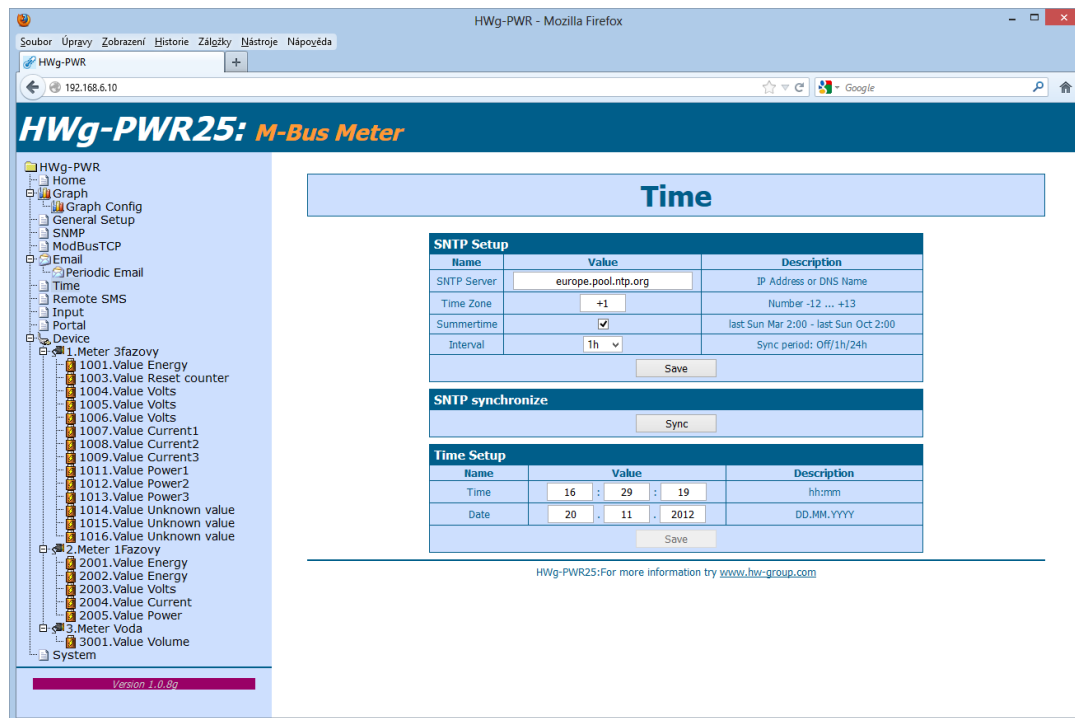 HWg-PWR - Mozilla Firefox
Soubor Úpravy Zobrazení Historie Záložky Nástroje Nápověda
HWg-PWR
192.168.6.10
Google
HWg-PWR25: M-Bus Meter
HWg-PWR
Home
Graph
Graph Config
General Setup
SNMP
ModBusTCP
Email
Periodic Email
Time
Remote SMS
Input
Portal
Device
1.Meter 3fazovy
1001.Value Energy
1003.Value Reset counter
1004.Value Volts
1005.Value Volts
1006.Value Volts
1007.Value Current1
1008.Value Current2
1009.Value Current3
1011.Value Power1
1012.Value Power2
1013.Value Power3
1014.Value Unknown value
1015.Value Unknown value
1016.Value Unknown value
2.Meter 1Fazovy
2001.Value Energy
2002.Value Energy
2003.Value Volts
2004.Value Current
2005.Value Power
3.Meter Voda
3001.Value Volume
System
Version 1.0.8g
Time
SNTP Setup
Name Value Description
SNTP Server europe.pool.ntp.org IP Address or DNS Name
Time Zone +1 Number -12 ... +13
Summertime last Sun Mar 2:00 - last Sun Oct 2:00
Interval 1h Sync period: Off/1h/24h
Save
SNTP synchronize
Sync
Time Setup
Name Value Description
Time 16 : 29 : 19 hh:mm
Date 20 . 11 . 2012 DD.MM.YYYY
Save
HWg-PWR25:For more information try www.hw-group.com